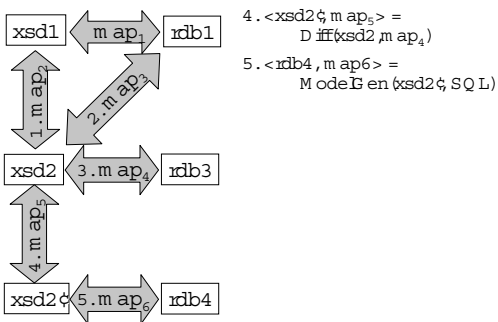 xsd1 map₁ rdb1
1.map₂
2.map₃
xsd2 3.map₄ rdb3
4.map₅
xsd2¢ 5.map₆ rdb4
4.<xsd2¢, map₅> =
Diff(xsd2, map₄)
5.<rdb4, map6> =
ModelGen(xsd2¢, SQL)